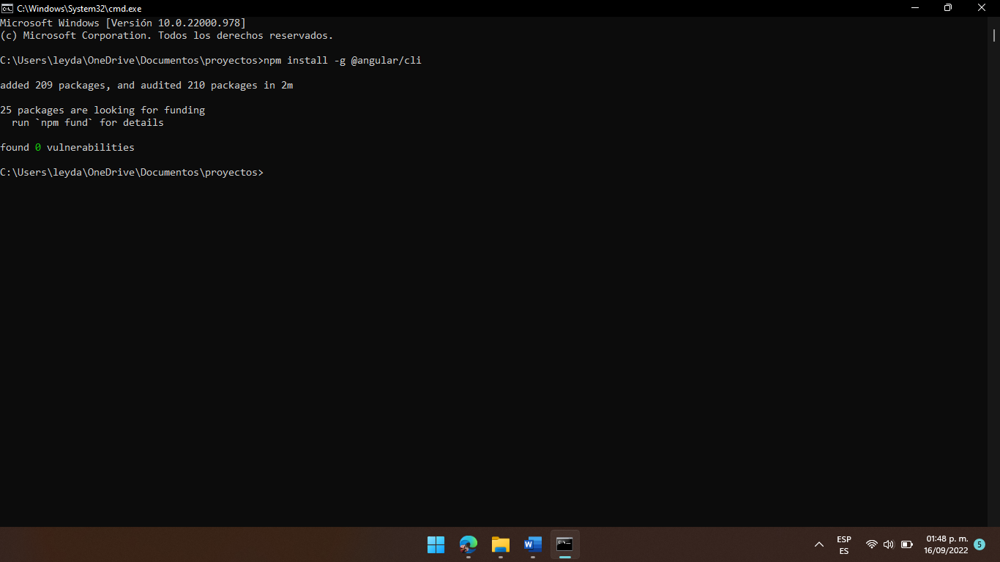 C:\Windows\System32\cmd.exe
Microsoft Windows [Versión 10.0.22000.978]
(c) Microsoft Corporation. Todos los derechos reservados.
C:\Users\leyda\OneDrive\Documentos\proyectos>npm install -g @angular/cli
added 209 packages, and audited 210 packages in 2m
25 packages are looking for funding
  run `npm fund` for details
found 0 vulnerabilities
C:\Users\leyda\OneDrive\Documentos\proyectos>
ESP
ES
01:48 p. m.
16/09/2022
5